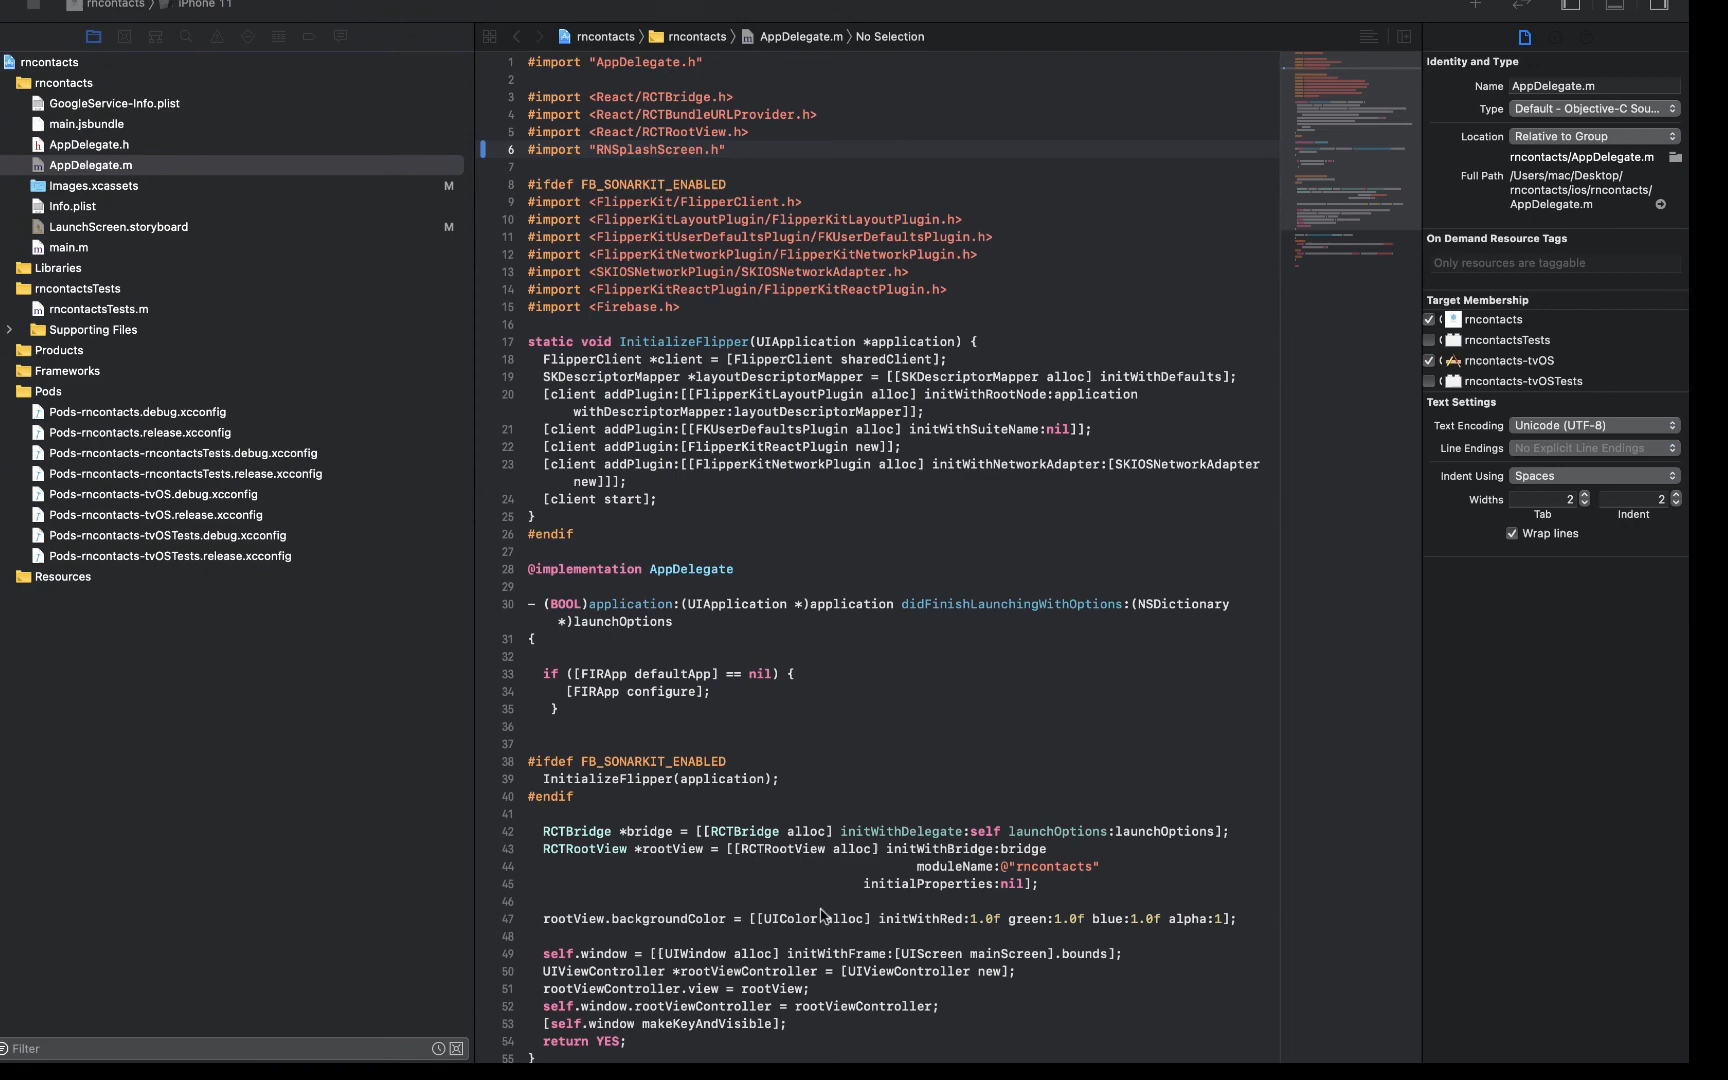 rncontacts 〉 iPhone 11
rncontacts 〉 rncontacts 〉 AppDelegate.m 〉 No Selection
rncontacts
rncontacts
GoogleService-Info.plist
main.jsbundle
AppDelegate.h
AppDelegate.m
Images.xcassets M
Info.plist
LaunchScreen.storyboard M
main.m
Libraries
rncontactsTests
rncontactsTests.m
Supporting Files
Products
Frameworks
Pods
Pods-rncontacts.debug.xcconfig
Pods-rncontacts.release.xcconfig
Pods-rncontacts-rncontactsTests.debug.xcconfig
Pods-rncontacts-rncontactsTests.release.xcconfig
Pods-rncontacts-tvOS.debug.xcconfig
Pods-rncontacts-tvOS.release.xcconfig
Pods-rncontacts-tvOSTests.debug.xcconfig
Pods-rncontacts-tvOSTests.release.xcconfig
Resources
Filter
1 #import "AppDelegate.h"
2
3 #import <React/RCTBridge.h>
4 #import <React/RCTBundleURLProvider.h>
5 #import <React/RCTRootView.h>
6 #import "RNSplashScreen.h"
7
8 #ifdef FB_SONARKIT_ENABLED
9 #import <FlipperKit/FlipperClient.h>
10 #import <FlipperKitLayoutPlugin/FlipperKitLayoutPlugin.h>
11 #import <FlipperKitUserDefaultsPlugin/FKUserDefaultsPlugin.h>
12 #import <FlipperKitNetworkPlugin/FlipperKitNetworkPlugin.h>
13 #import <SKIOSNetworkPlugin/SKIOSNetworkAdapter.h>
14 #import <FlipperKitReactPlugin/FlipperKitReactPlugin.h>
15 #import <Firebase.h>
16
17 static void InitializeFlipper(UIApplication *application) {
18 FlipperClient *client = [FlipperClient sharedClient];
19 SKDescriptorMapper *layoutDescriptorMapper = [[SKDescriptorMapper alloc] initWithDefaults];
20 [client addPlugin:[[FlipperKitLayoutPlugin alloc] initWithRootNode:application
withDescriptorMapper:layoutDescriptorMapper]];
21 [client addPlugin:[[FKUserDefaultsPlugin alloc] initWithSuiteName:nil]];
22 [client addPlugin:[FlipperKitReactPlugin new]];
23 [client addPlugin:[[FlipperKitNetworkPlugin alloc] initWithNetworkAdapter:[SKIOSNetworkAdapter
new]]];
24 [client start];
25 }
26 #endif
27
28 @implementation AppDelegate
29
30 - (BOOL)application:(UIApplication *)application didFinishLaunchingWithOptions:(NSDictionary
*)launchOptions
31 {
32
33 if ([FIRApp defaultApp] == nil) {
34 [FIRApp configure];
35 }
36
37
38 #ifdef FB_SONARKIT_ENABLED
39 InitializeFlipper(application);
40 #endif
41
42 RCTBridge *bridge = [[RCTBridge alloc] initWithDelegate:self launchOptions:launchOptions];
43 RCTRootView *rootView = [[RCTRootView alloc] initWithBridge:bridge
44 moduleName:@"rncontacts"
45 initialProperties:nil];
46
47 rootView.backgroundColor = [[UIColor alloc] initWithRed:1.0f green:1.0f blue:1.0f alpha:1];
48
49 self.window = [[UIWindow alloc] initWithFrame:[UIScreen mainScreen].bounds];
50 UIViewController *rootViewController = [UIViewController new];
51 rootViewController.view = rootView;
52 self.window.rootViewController = rootViewController;
53 [self.window makeKeyAndVisible];
54 return YES;
55 }
Identity and Type
Name AppDelegate.m
Type Default - Objective-C Sou...
Location Relative to Group
rncontacts/AppDelegate.m
Full Path /Users/mac/Desktop/
rncontacts/ios/rncontacts/
AppDelegate.m
On Demand Resource Tags
Only resources are taggable
Target Membership
rncontacts
rncontactsTests
rncontacts-tvOS
rncontacts-tvOSTests
Text Settings
Text Encoding Unicode (UTF-8)
Line Endings No Explicit Line Endings
Indent Using Spaces
Widths 2 2
Tab Indent
Wrap lines